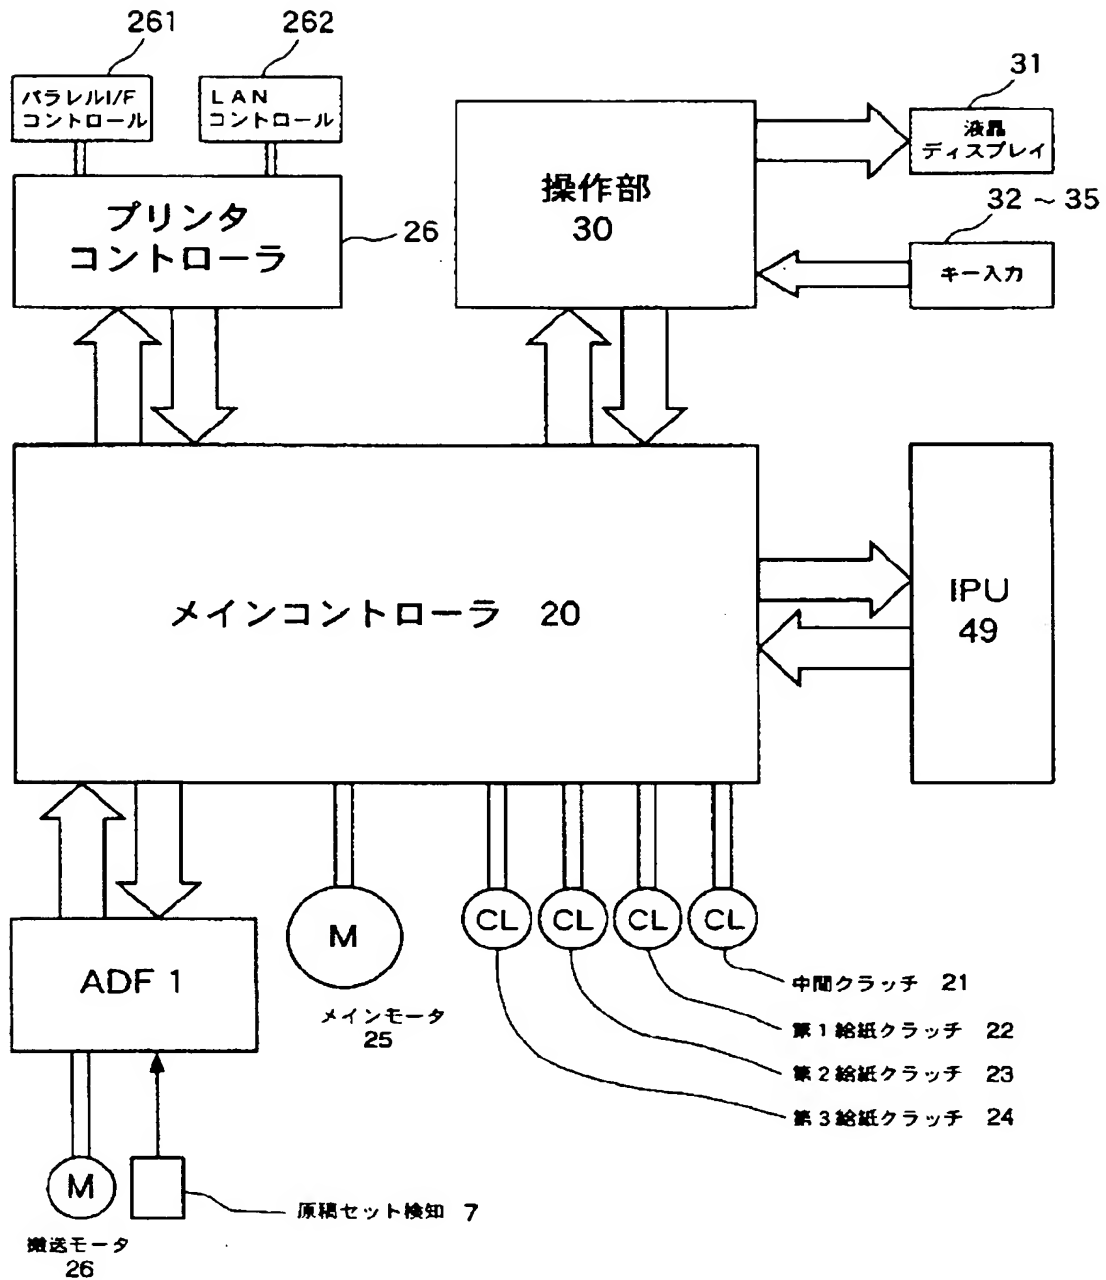 261
262
パラレルI/F
コントロール
LAN
コントロール
31
液晶
ディスプレイ
プリンタ
コントローラ
26
操作部
30
32 ~ 35
キー入力
メインコントローラ 20
IPU
49
ADF 1
M
CL
CL
CL
CL
メインモータ
25
中間クラッチ 21
第1給紙クラッチ 22
第2給紙クラッチ 23
第3給紙クラッチ 24
M
原稿セット検知 7
搬送モータ
26